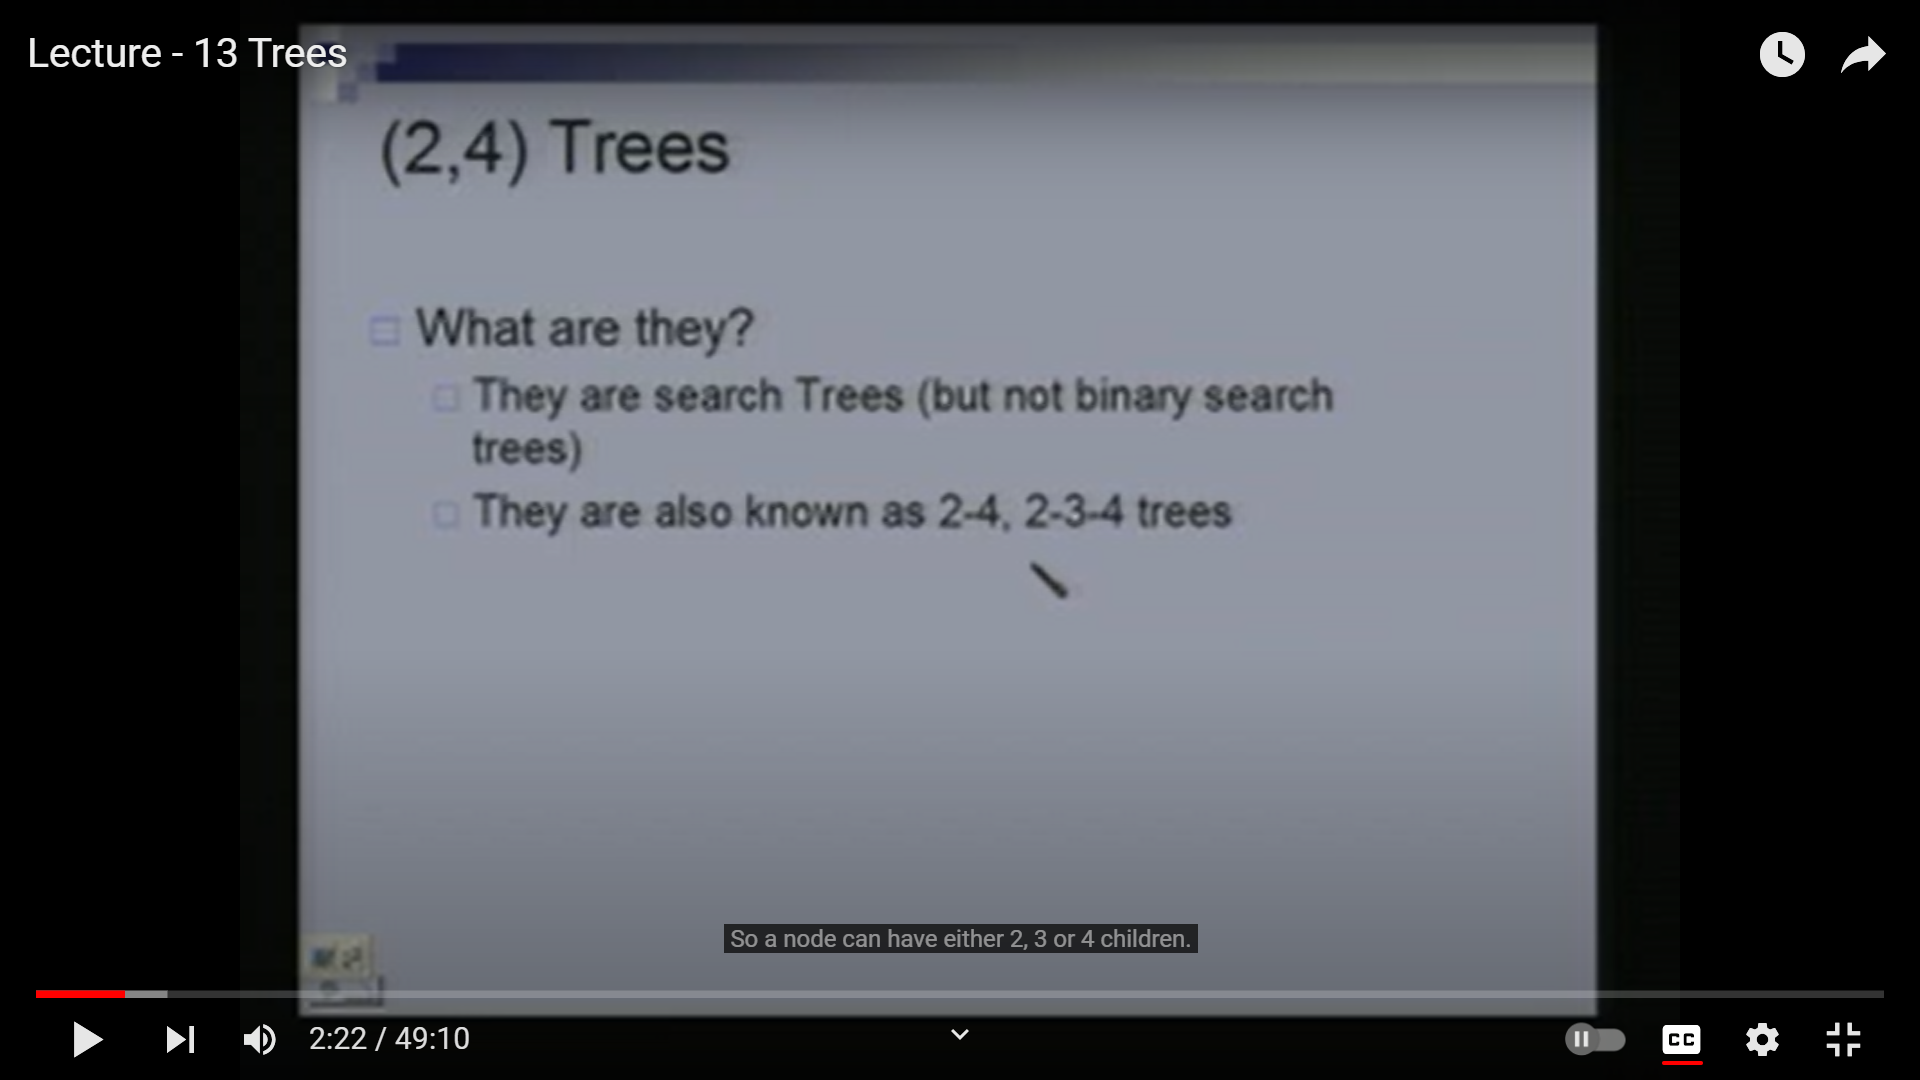 Lecture - 13 Trees
(2,4) Trees
What are they?
They are search Trees (but not binary search
trees)
They are also known as 2-4, 2-3-4 trees
So a node can have either 2, 3 or 4 children.
2:22 / 49:10
CC